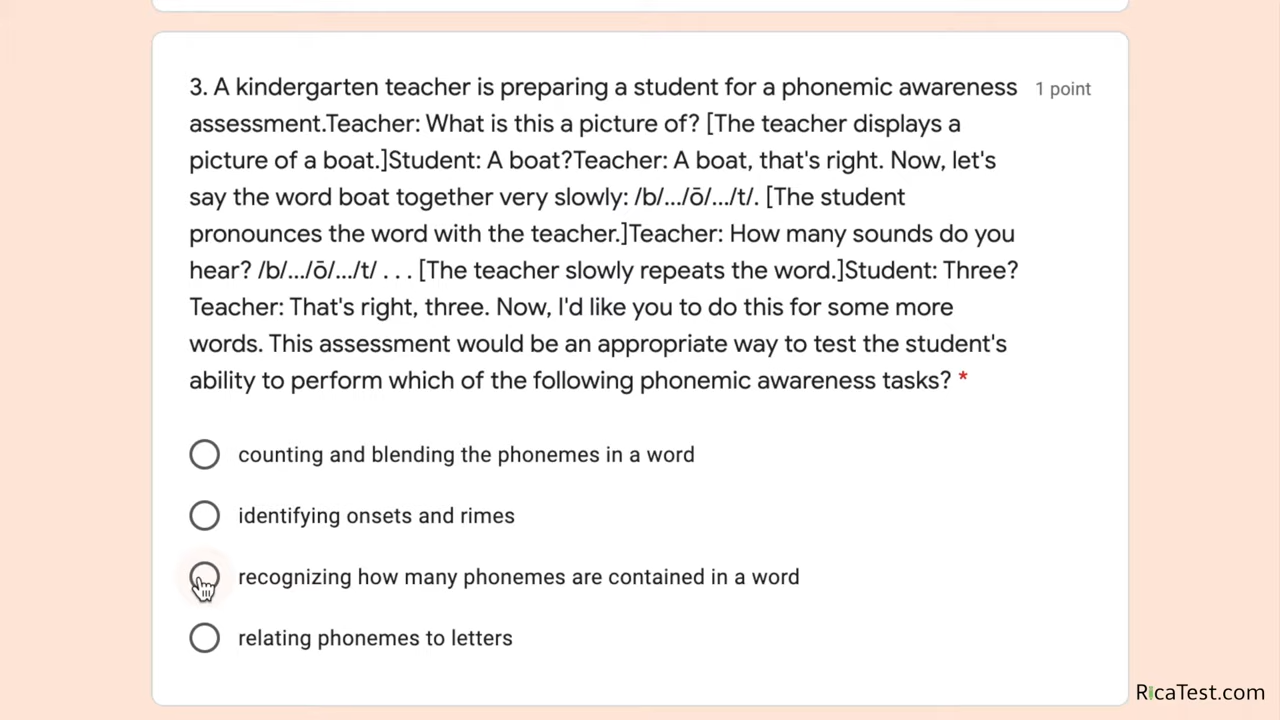 3. A kindergarten teacher is preparing a student for a phonemic awareness 1 point
assessment.Teacher: What is this a picture of? [The teacher displays a
picture of a boat.]Student: A boat?Teacher: A boat, that's right. Now, let's
say the word boat together very slowly: /b/.../ō/.../t/. [The student
pronounces the word with the teacher.]Teacher: How many sounds do you
hear? /b/.../ō/.../t/ . . . [The teacher slowly repeats the word.]Student: Three?
Teacher: That's right, three. Now, I'd like you to do this for some more
words. This assessment would be an appropriate way to test the student's
ability to perform which of the following phonemic awareness tasks? *
counting and blending the phonemes in a word
identifying onsets and rimes
recognizing how many phonemes are contained in a word
relating phonemes to letters
RicaTest.com